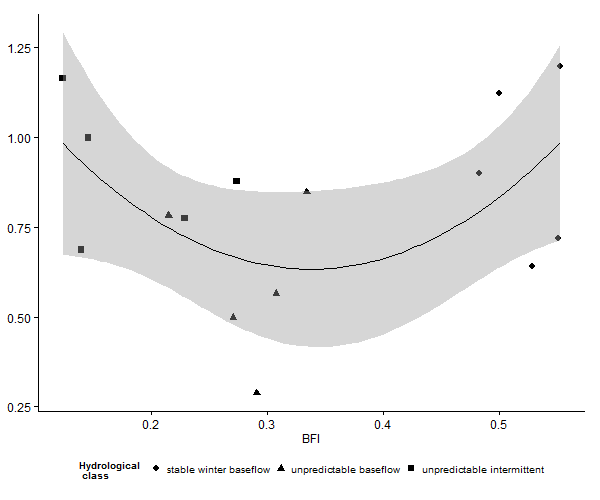 1.25
1.00
0.75
0.50
0.25
0.2 0.3 0.4 0.5
BFI
Hydrological
class
stable winter baseflow unpredictable baseflow unpredictable intermittent